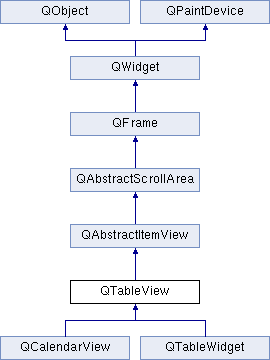 QObject
QPaintDevice
QWidget
QFrame
QAbstractScrollArea
QAbstractItemView
QTableView
QCalendarView
QTableWidget